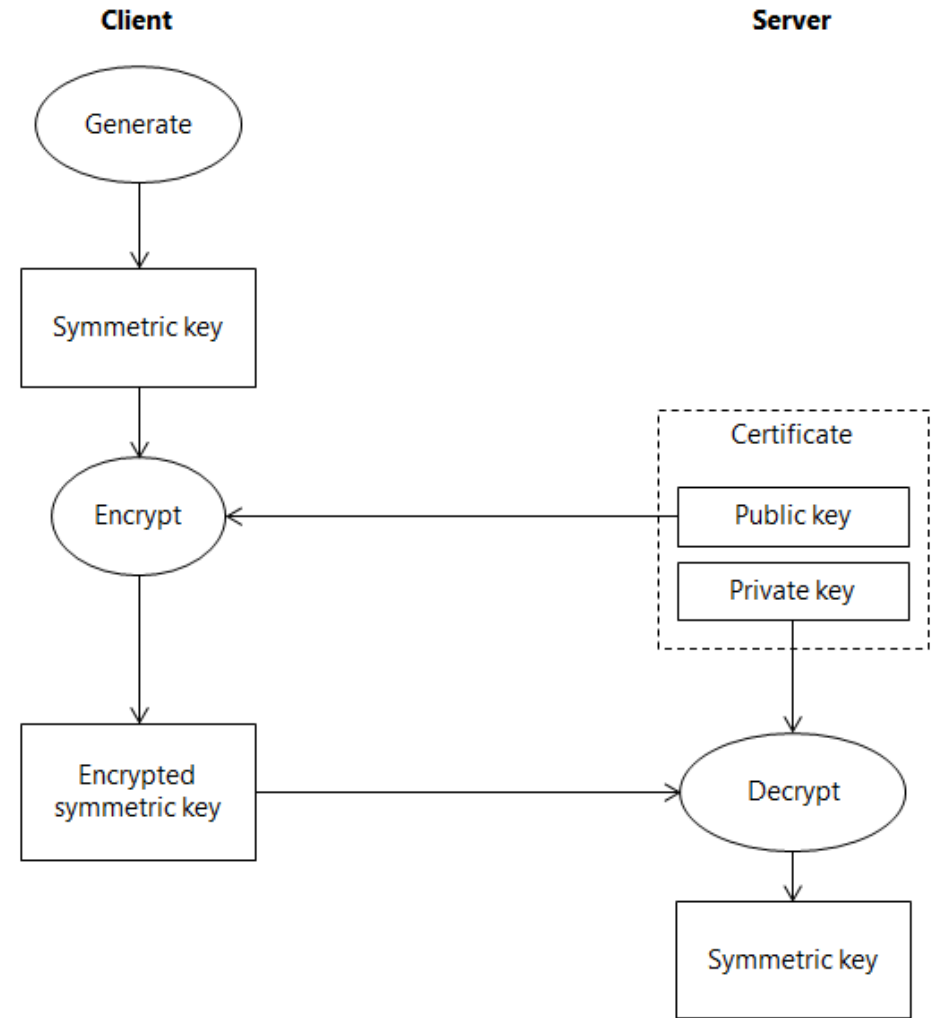 Client
Server
Generate
Symmetric key
Certificate
Encrypt
Public key
Private key
Encrypted
symmetric key
Decrypt
Symmetric key